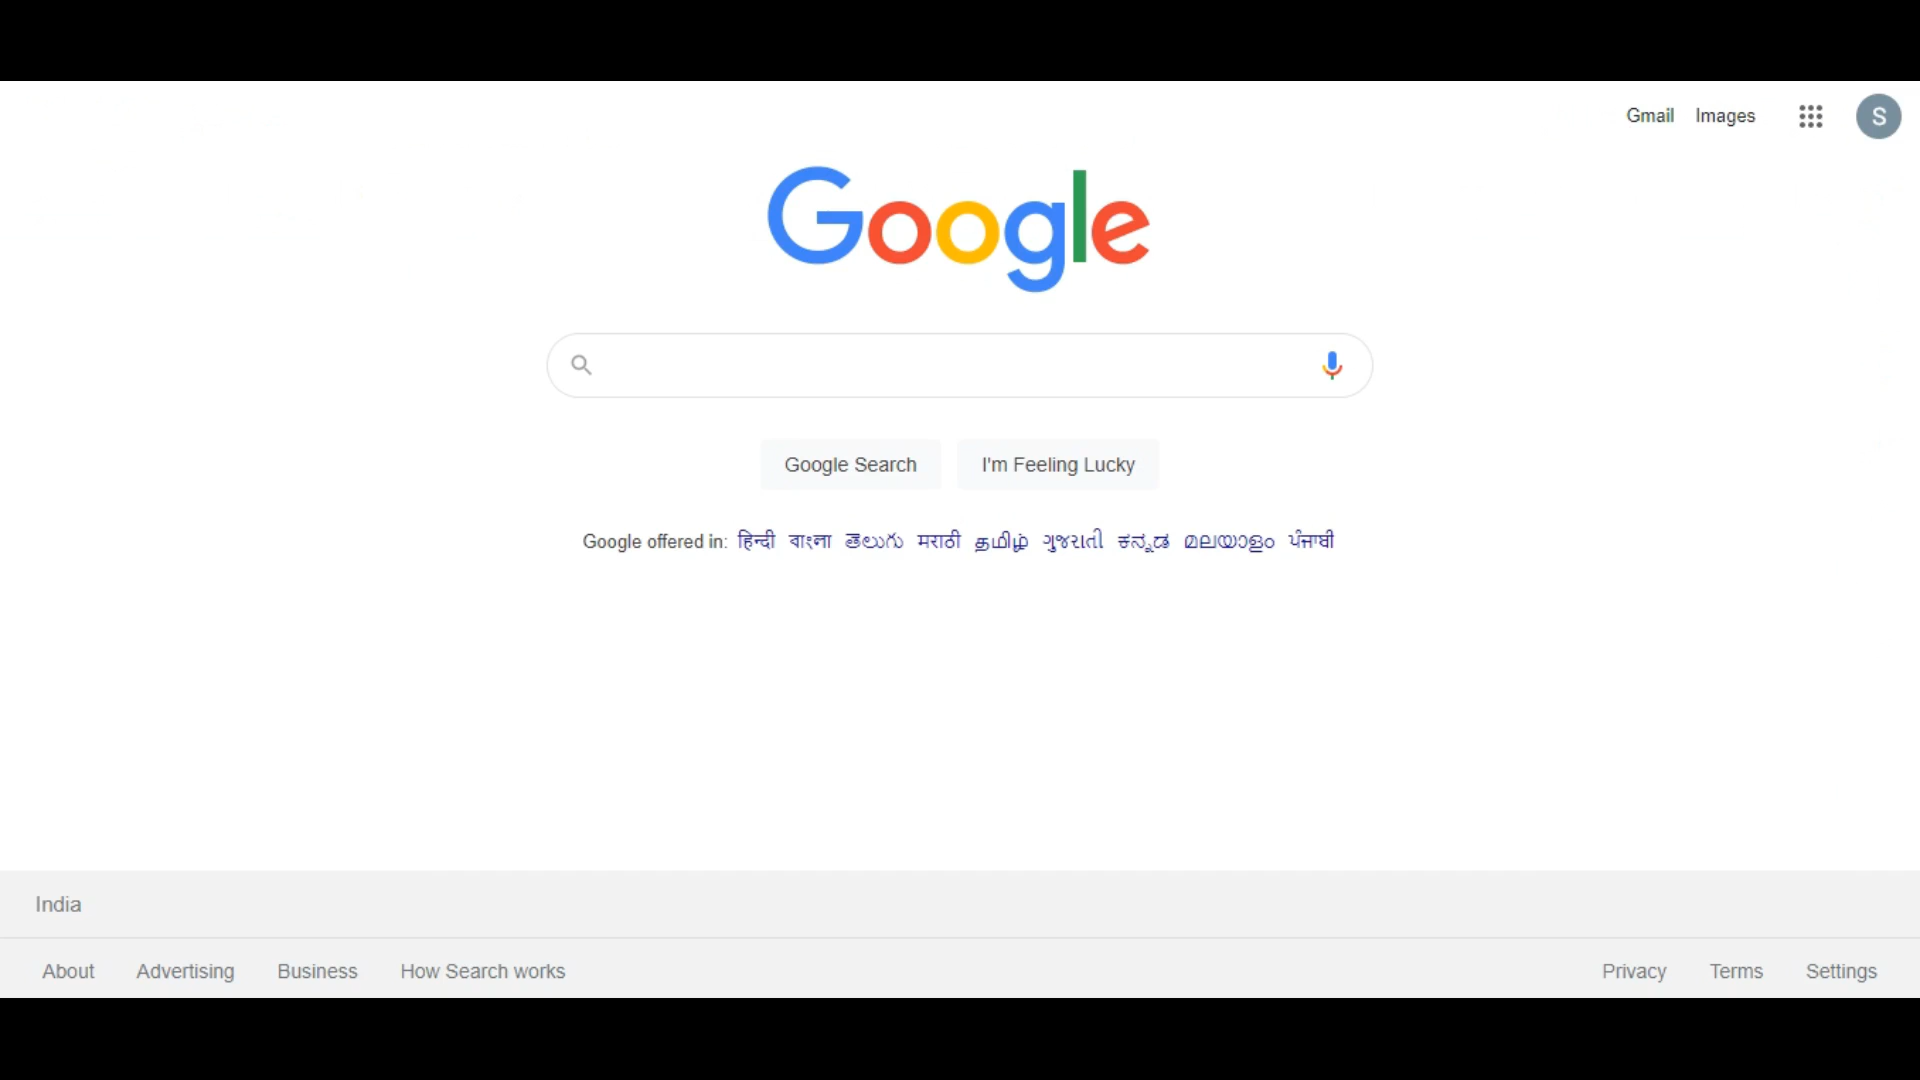 Gmail Images S
Google
Google Search I'm Feeling Lucky
Google offered in: हिन्दी বাংলা తెలుగు मराठी தமிழ் ગુજરાતી ಕನ್ನಡ മലയാളം ਪੰਜਾਬੀ
India
About Advertising Business How Search works Privacy Terms Settings